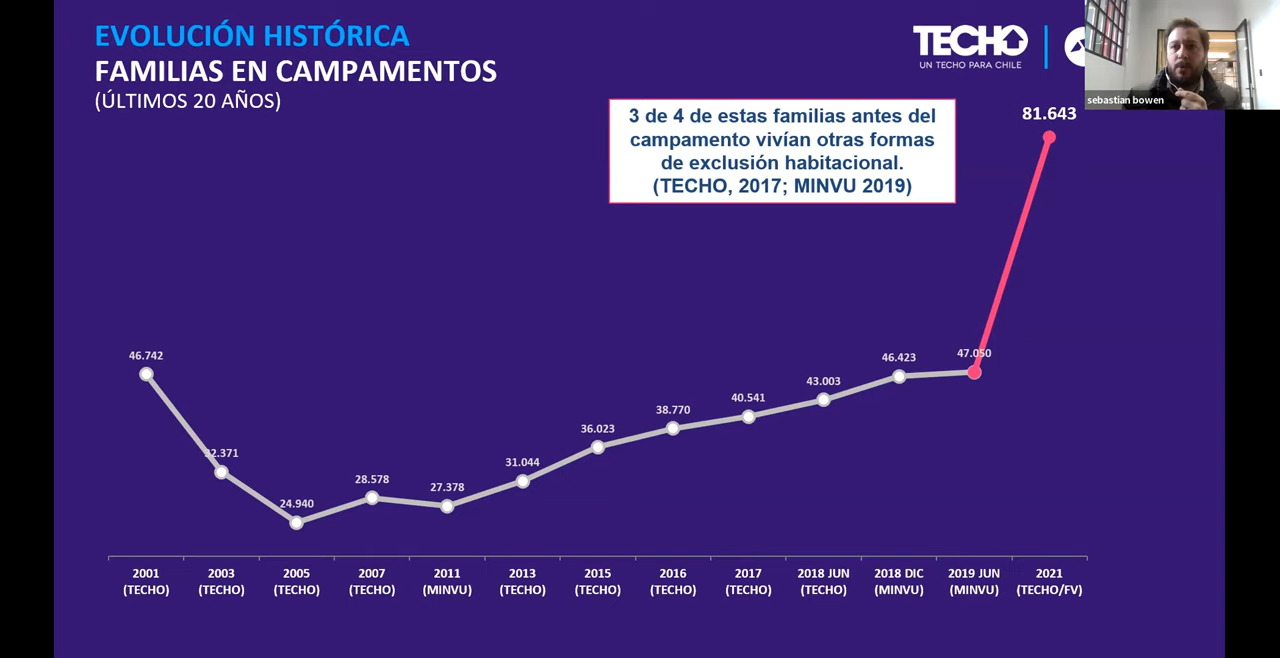 EVOLUCIÓN HISTÓRICA
FAMILIAS EN CAMPAMENTOS
(ÚLTIMOS 20 AÑOS)
TECHO
UN TECHO PARA CHILE
sebastian bowen
3 de 4 de estas familias antes del
campamento vivían otras formas
de exclusión habitacional.
(TECHO, 2017; MINVU 2019)
81.643
46.742
32.371
24.940
28.578
27.378
31.044
36.023
38.770
40.541
43.003
46.423
47.050
2001 2003 2005 2007 2011 2013 2015 2016 2017 2018 JUN 2018 DIC 2019 JUN 2021
(TECHO) (TECHO) (TECHO) (TECHO) (MINVU) (TECHO) (TECHO) (TECHO) (TECHO) (TECHO) (MINVU) (MINVU) (TECHO/FV)